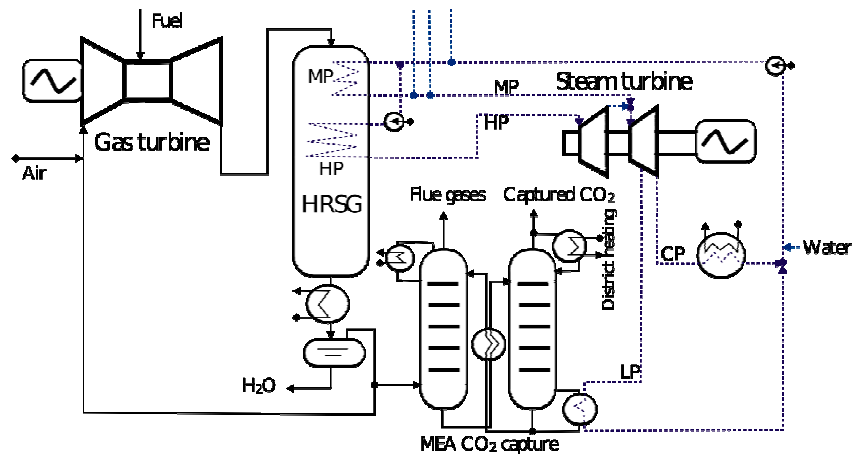 Fuel
MP
Steam turbine
MP
HP
Gas turbine
Air
HP
HRSG
Flue gases
Captured CO₂
District heating
CP
Water
H₂O
LP
MEA CO₂ capture